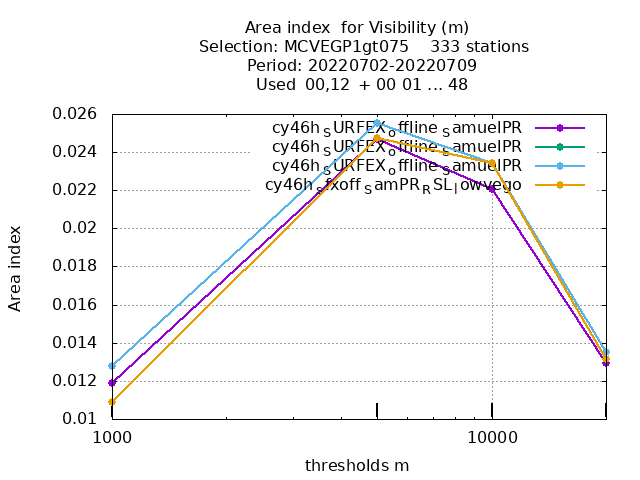 Area index  for Visibility (m)
Selection: MCVEGP1gt075    333 stations
Period: 20220702-20220709
Used  00,12  + 00 01 ... 48
cy46h_SURFEX_offline_SamuelPR
cy46h_SURFEX_offline_SamuelPR
cy46h_SURFEX_offline_SamuelPR
cy46h_sfxoff_SamPR_RSL_lowvego
0.026
0.024
0.022
0.02
0.018
0.016
0.014
0.012
0.01
Area index
1000
10000
thresholds m